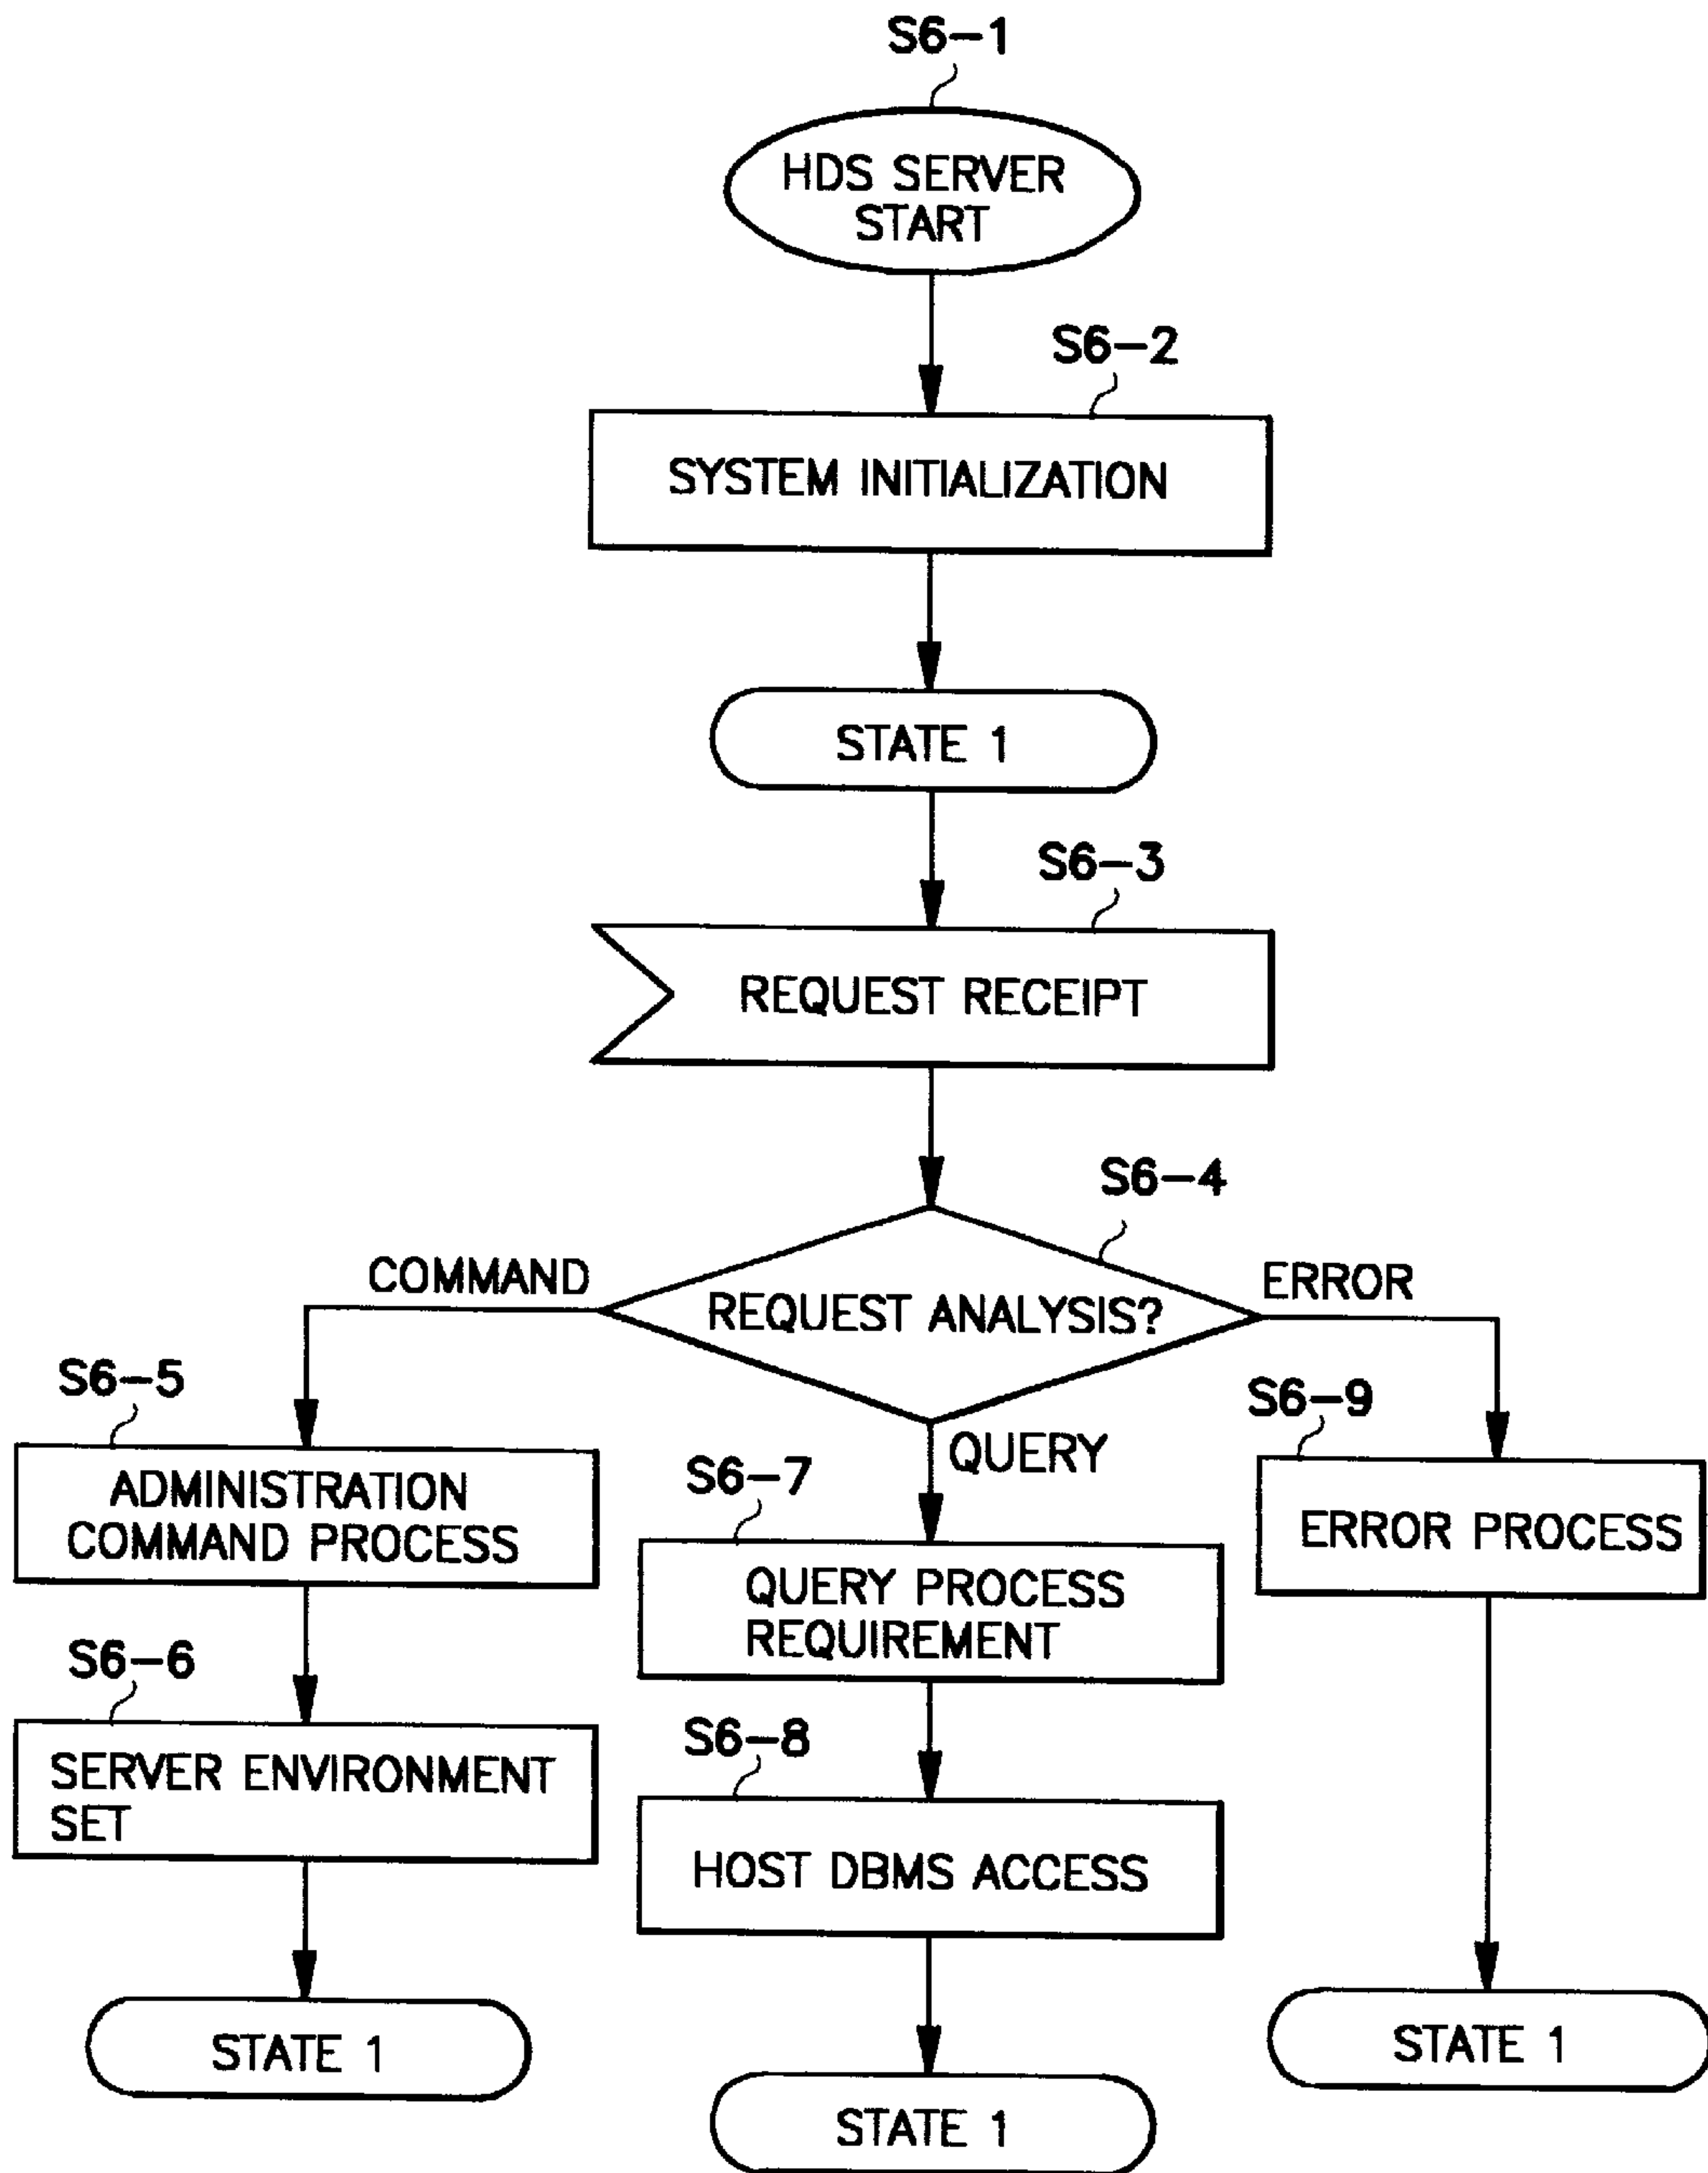 S6-1
HDS SERVER
START
S6-2
SYSTEM INITIALIZATION
STATE 1
S6-3
REQUEST RECEIPT
S6-4
COMMAND
REQUEST ANALYSIS?
ERROR
S6-5
ADMINISTRATION
COMMAND PROCESS
S6-6
SERVER ENVIRONMENT
SET
STATE 1
QUERY
S6-7
QUERY PROCESS
REQUIREMENT
S6-8
HOST DBMS ACCESS
STATE 1
S6-9
ERROR PROCESS
STATE 1